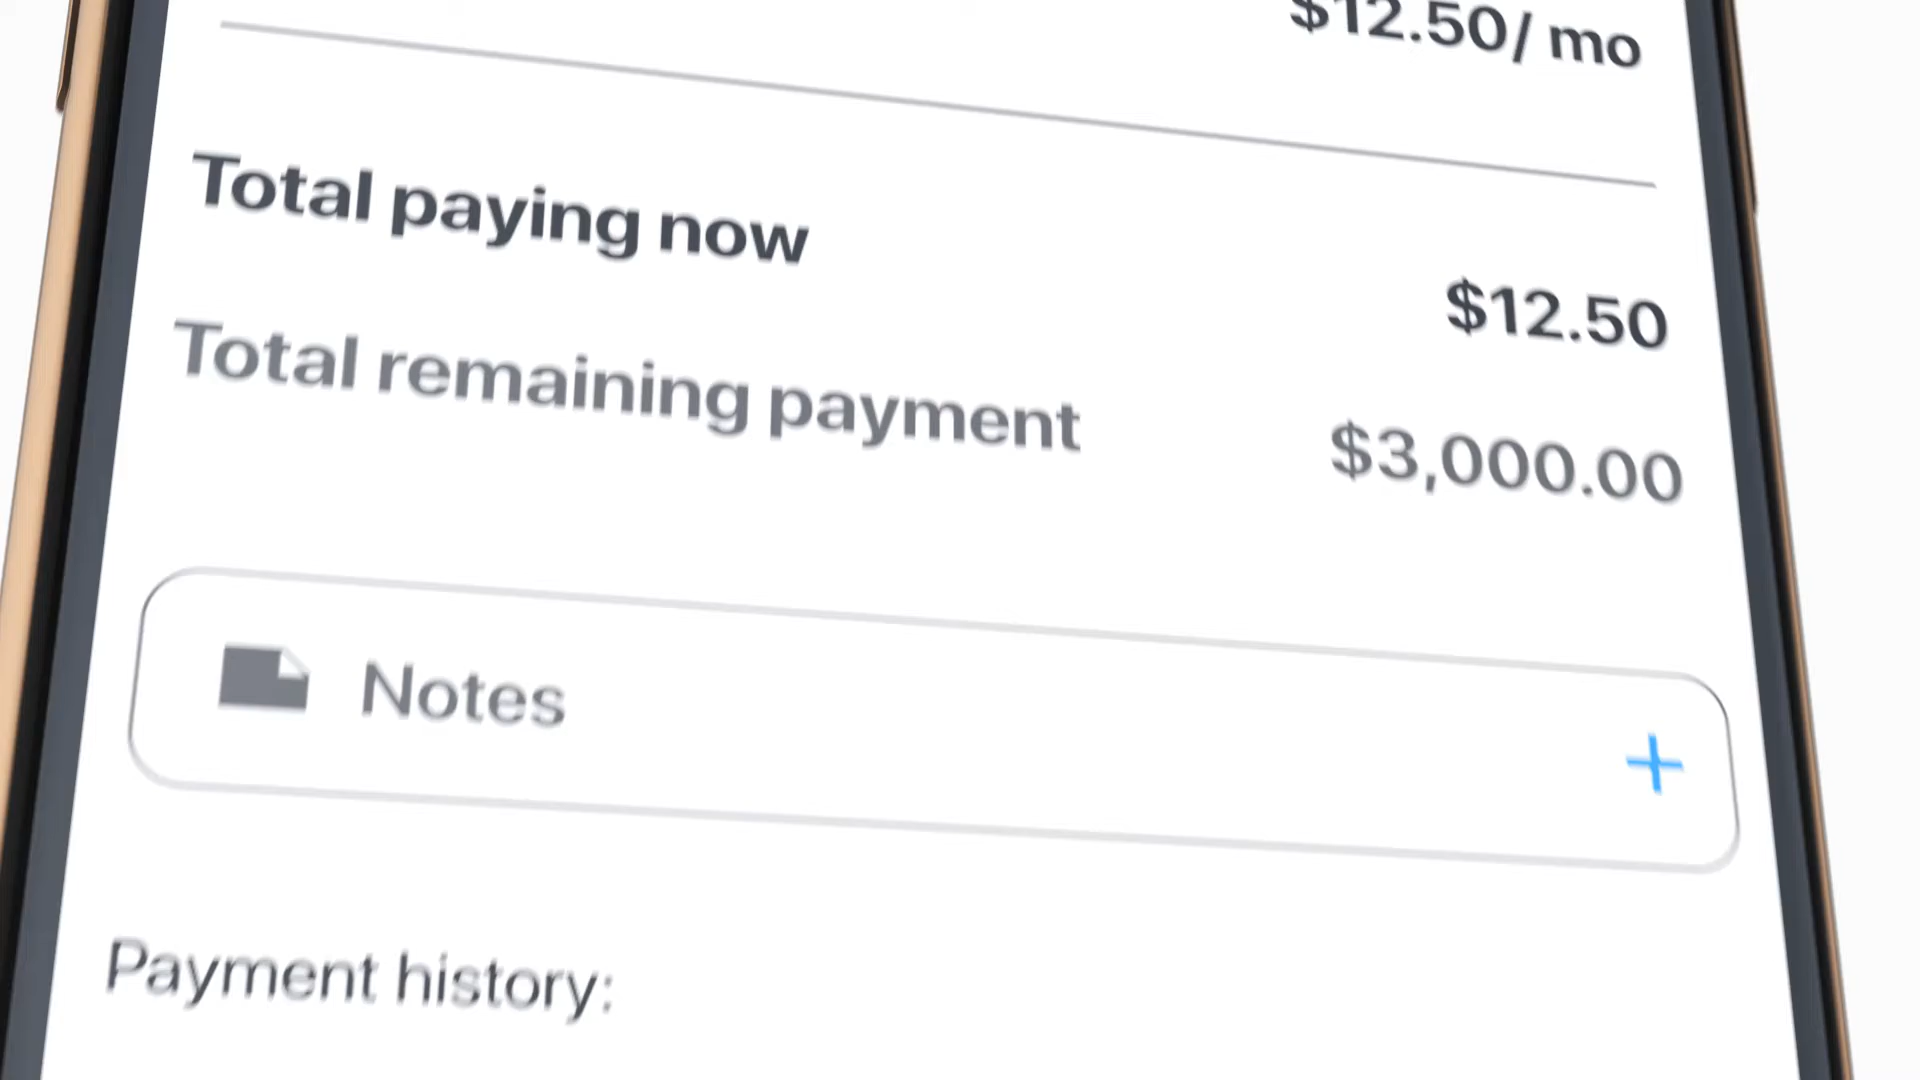 $12.50/ mo
Total paying now
$12.50
Total remaining payment
$3,000.00
Notes
Payment history: